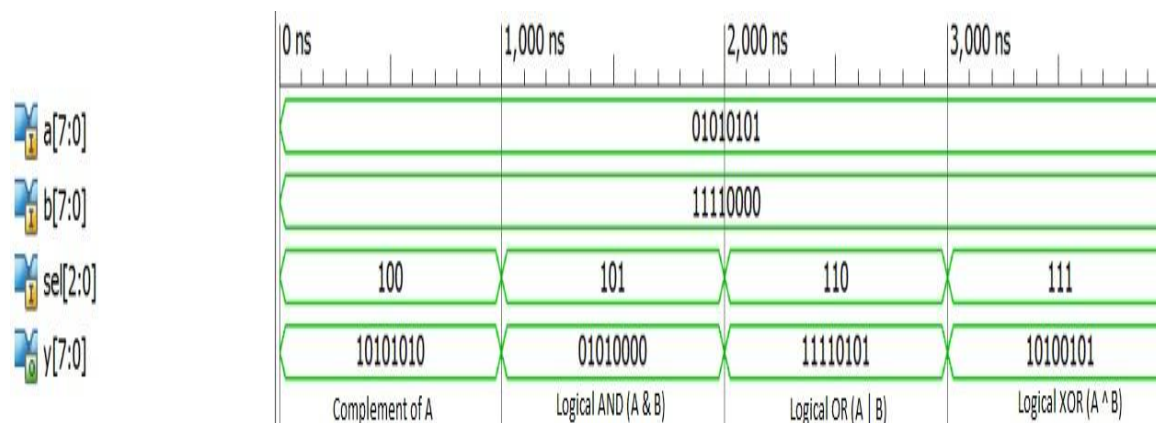 0 ns 1,000 ns 2,000 ns 3,000 ns
a[7:0] 01010101
b[7:0] 11110000
sel[2:0] 100 101 110 111
y[7:0] 10101010 01010000 11110101 10100101
Complement of A Logical AND (A & B) Logical OR (A | B) Logical XOR (A ^ B)